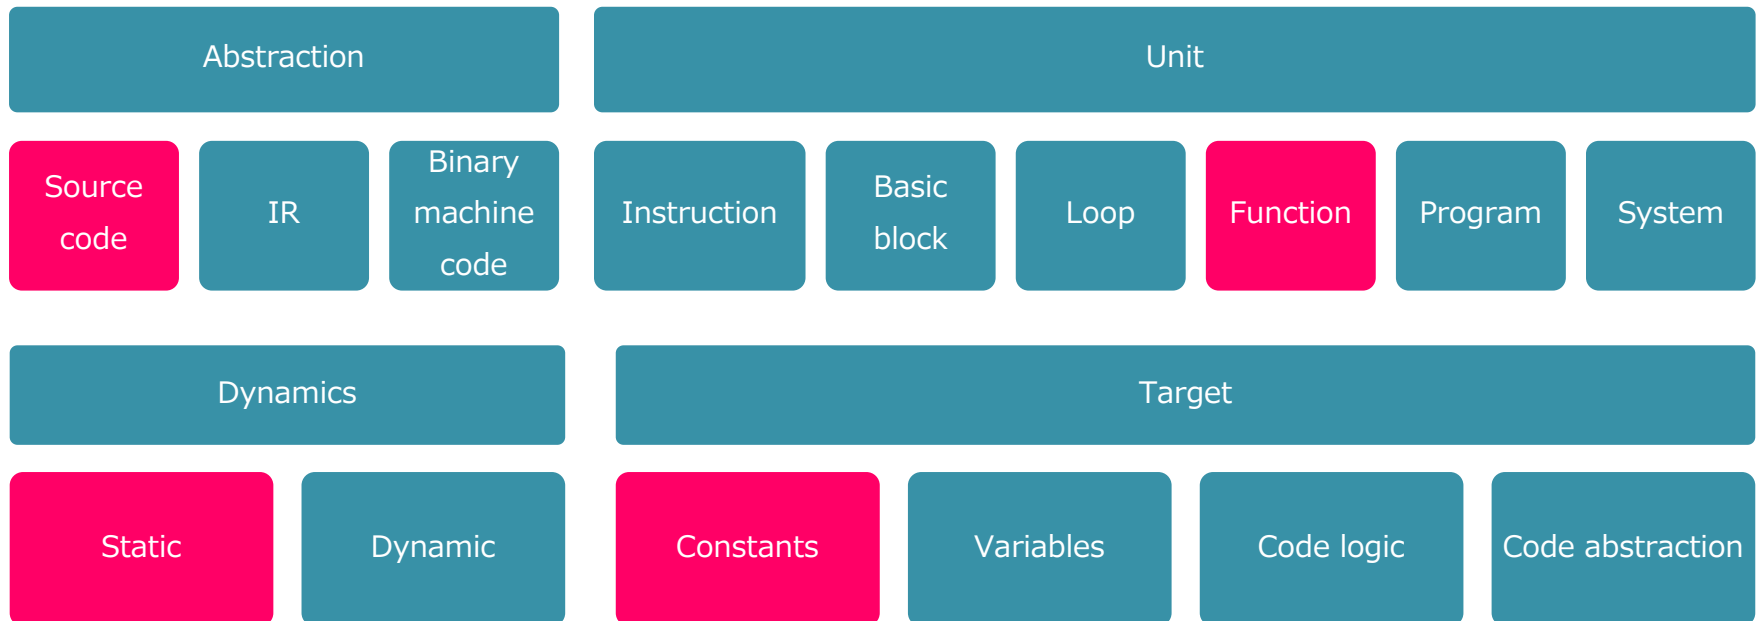 Abstraction
Unit
Source
code
IR
Binary
machine
code
Instruction
Basic
block
Loop
Function
Program
System
Dynamics
Target
Static
Dynamic
Constants
Variables
Code logic
Code abstraction